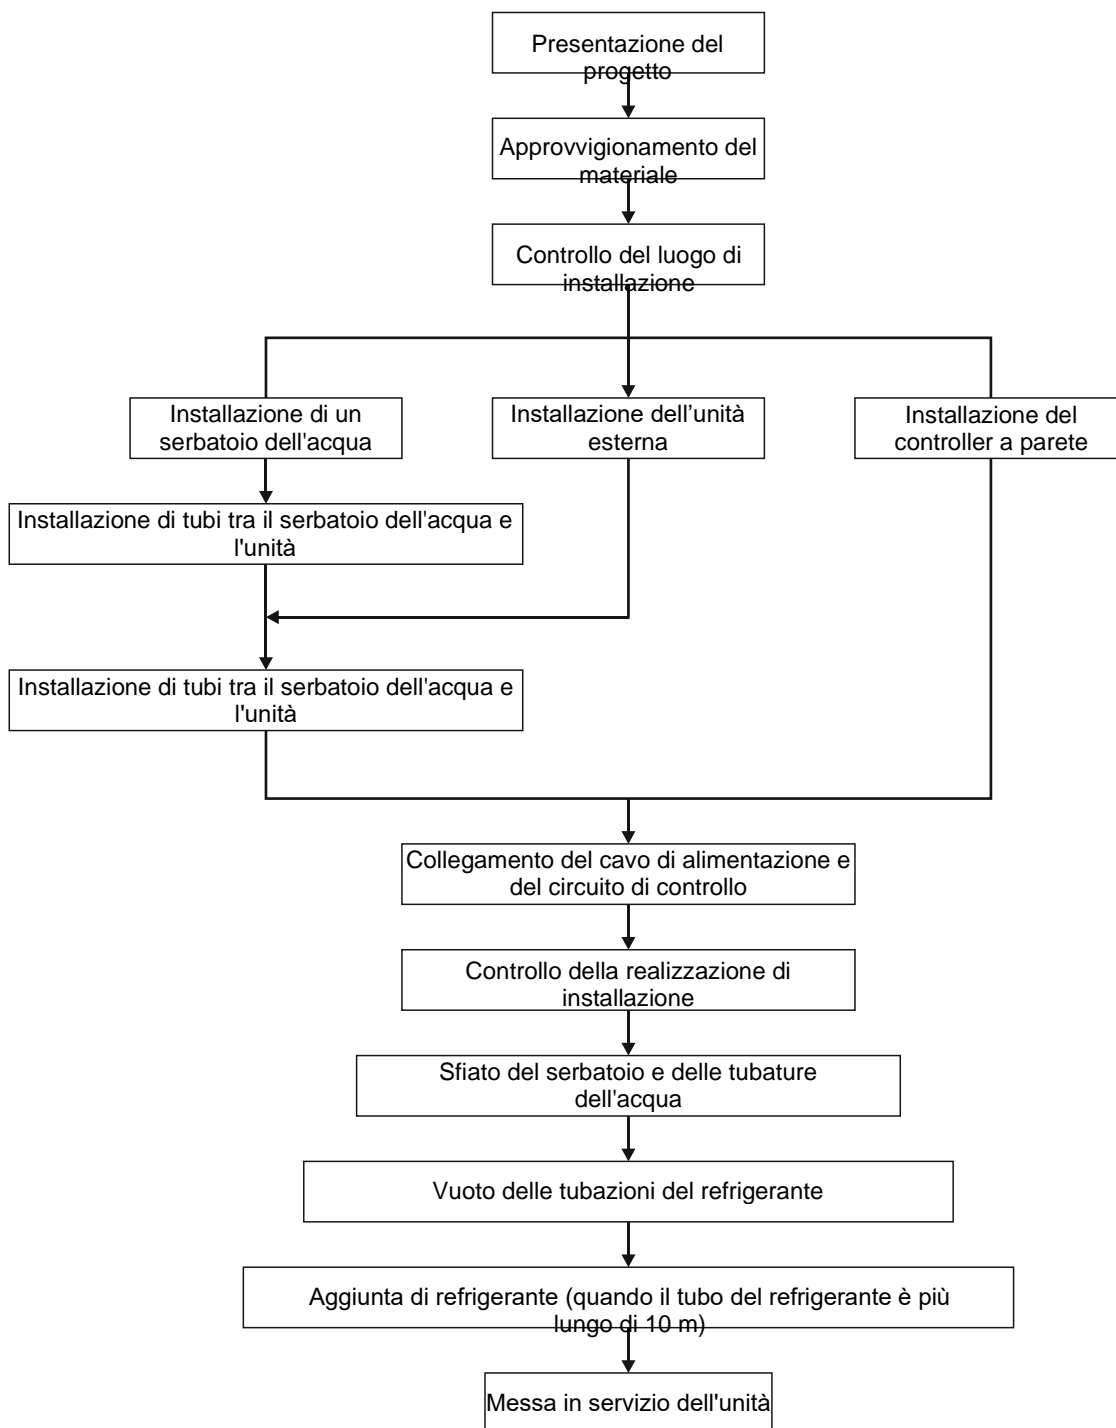 Presentazione del
progetto
Approvvigionamento del
materiale
Controllo del luogo di
installazione
Installazione di un
serbatoio dell'acqua
Installazione dell’unità
esterna
Installazione del
controller a parete
Installazione di tubi tra il serbatoio dell'acqua e
l'unità
Installazione di tubi tra il serbatoio dell'acqua e
l'unità
Collegamento del cavo di alimentazione e
del circuito di controllo
Controllo della realizzazione di
installazione
Sfiato del serbatoio e delle tubature
dell'acqua
Vuoto delle tubazioni del refrigerante
Aggiunta di refrigerante (quando il tubo del refrigerante è più
lungo di 10 m)
Messa in servizio dell'unità